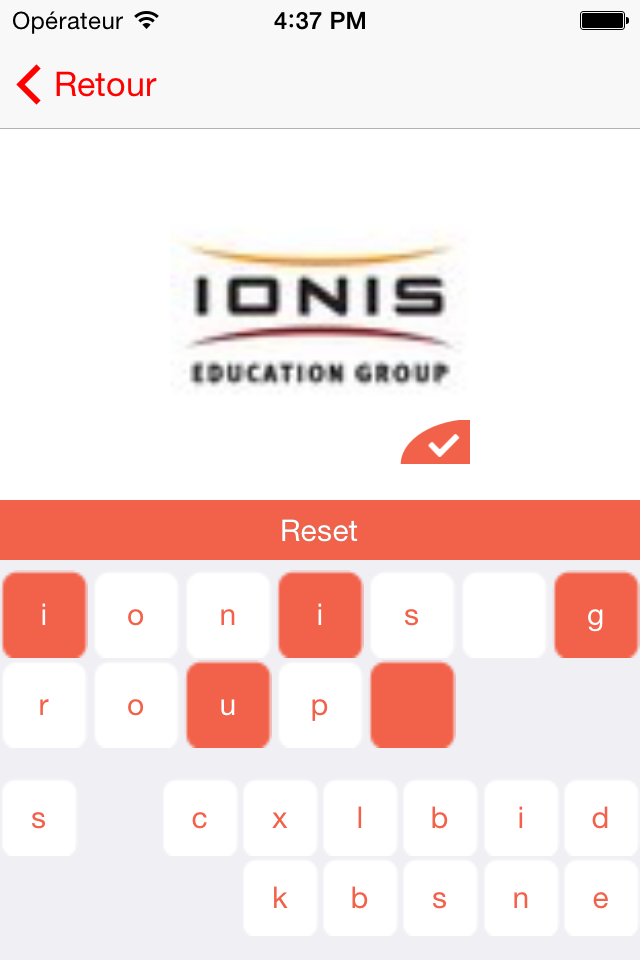 Opérateur 4:37 PM
Retour
IONIS
EDUCATION GROUP
Reset
i o n i s g
r o u p
s c x l b i d
k b s n e